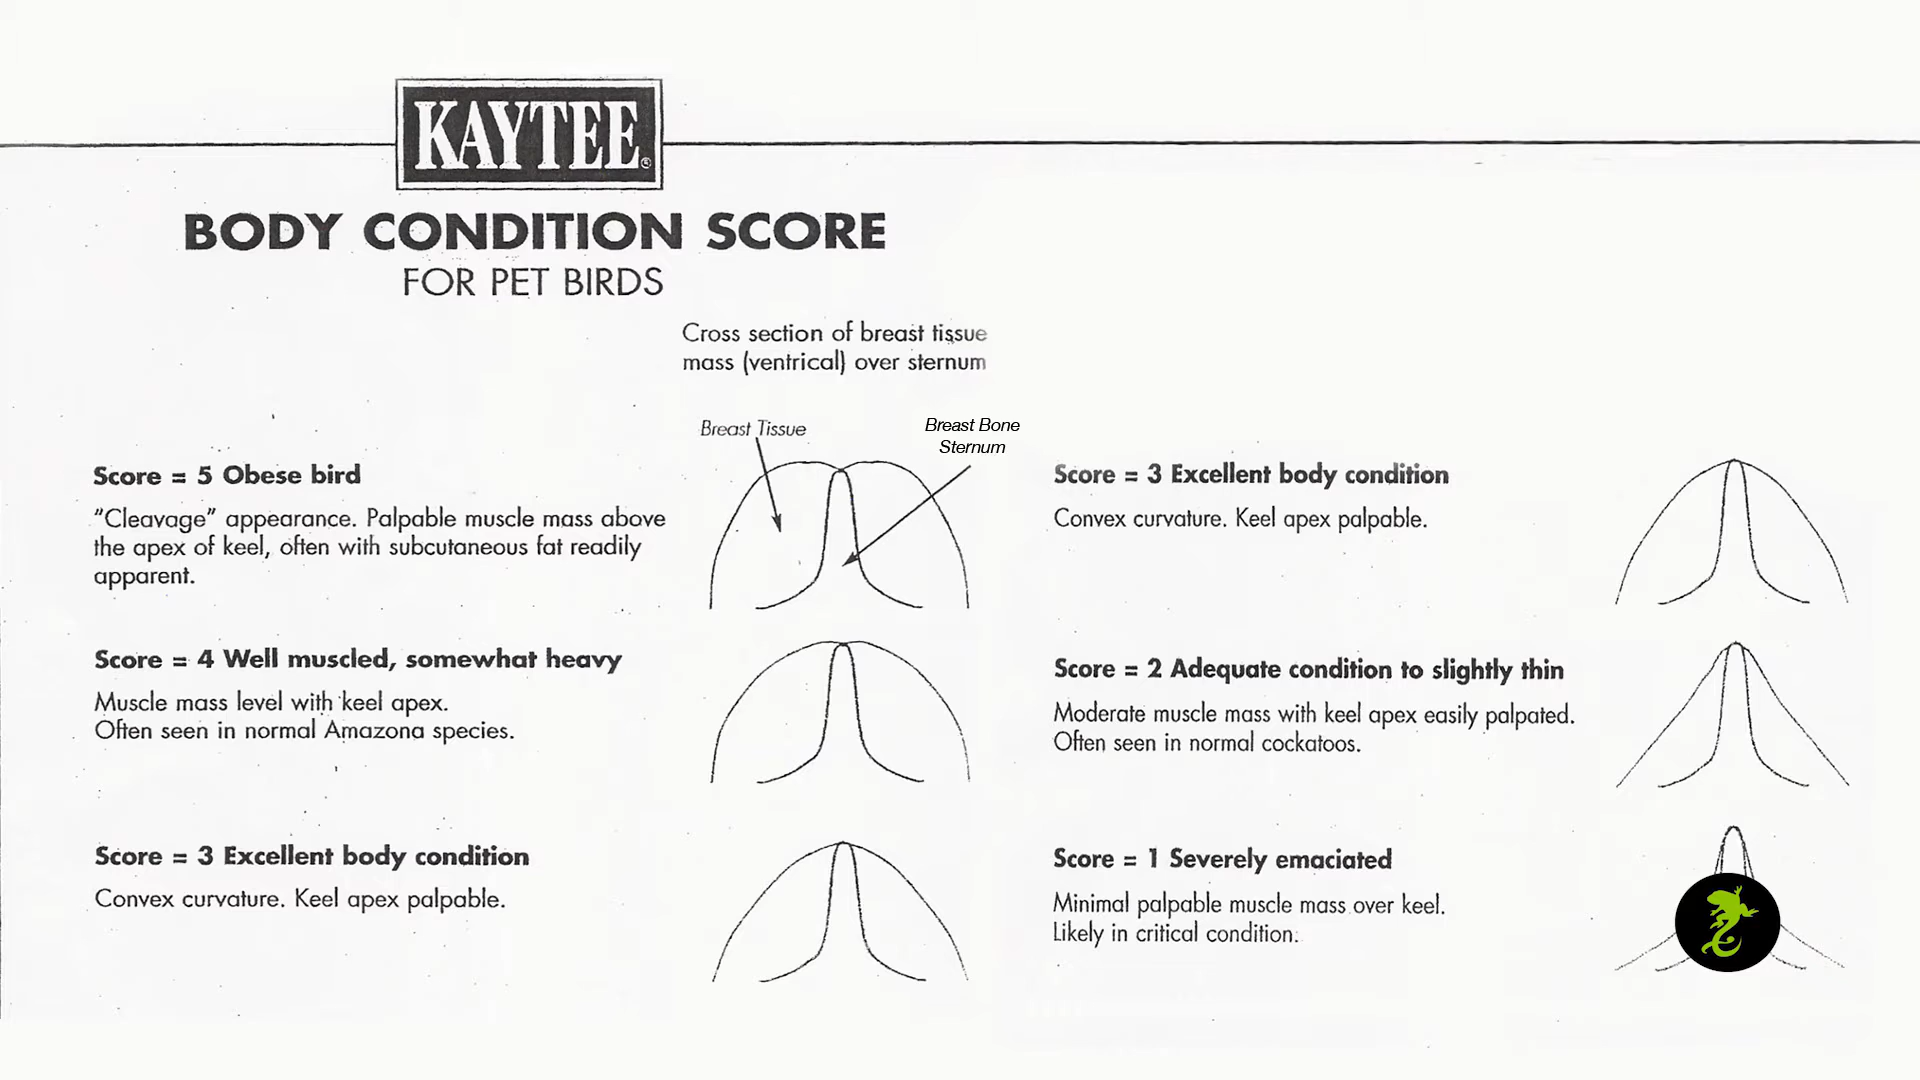 KAYTEE®
BODY CONDITION SCORE
FOR PET BIRDS
Cross section of breast tissue
mass (ventrical) over sternum
Breast Tissue
Breast Bone
Sternum
Score = 5 Obese bird
"Cleavage" appearance. Palpable muscle mass above
the apex of keel, often with subcutaneous fat readily
apparent.
Score = 4 Well muscled, somewhat heavy
Muscle mass level with keel apex.
Often seen in normal Amazona species.
Score = 3 Excellent body condition
Convex curvature. Keel apex palpable.
Score = 3 Excellent body condition
Convex curvature. Keel apex palpable.
Score = 2 Adequate condition to slightly thin
Moderate muscle mass with keel apex easily palpated.
Often seen in normal cockatoos.
Score = 1 Severely emaciated
Minimal palpable muscle mass over keel.
Likely in critical condition.